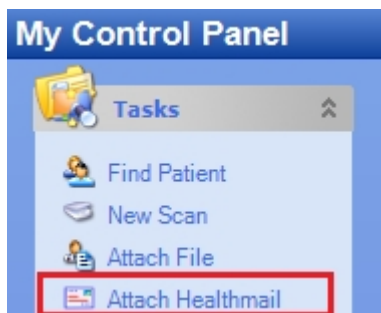 My Control Panel
Tasks
Find Patient
New Scan
Attach File
Attach Healthmail